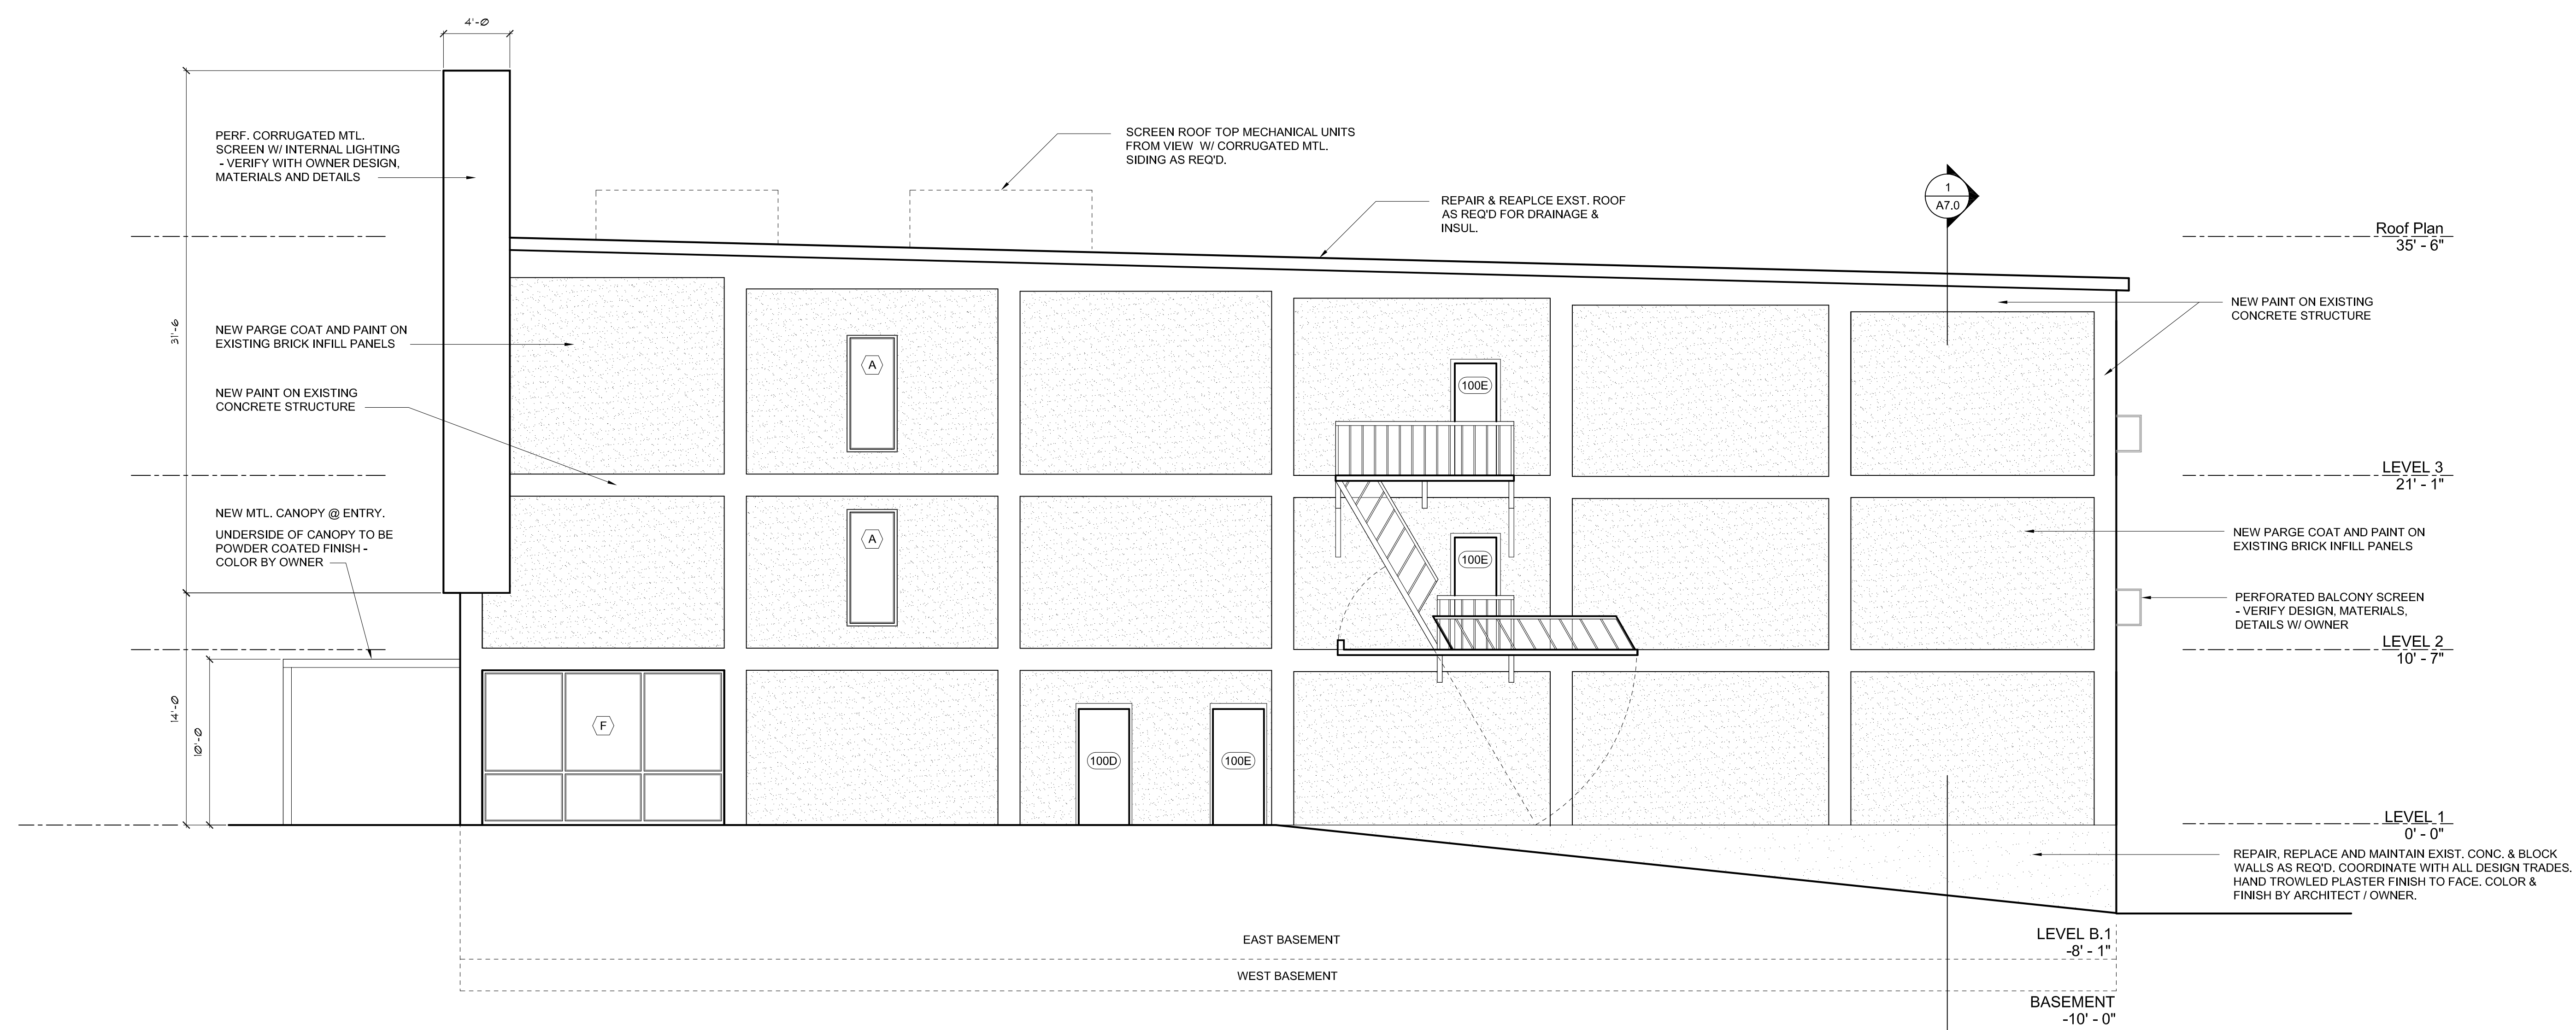 4'-0
PERF. CORRUGATED MTL.
SCREEN W/ INTERNAL LIGHTING
- VERIFY WITH OWNER DESIGN,
MATERIALS AND DETAILS
SCREEN ROOF TOP MECHANICAL UNITS
FROM VIEW W/ CORRUGATED MTL.
SIDING AS REQ'D.
REPAIR & REAPLCE EXST. ROOF
AS REQ'D FOR DRAINAGE &
INSUL.
1
A7.0
Roof Plan
35' - 6"
31'-6
NEW PARGE COAT AND PAINT ON
EXISTING BRICK INFILL PANELS
NEW PAINT ON EXISTING
CONCRETE STRUCTURE
NEW PAINT ON EXISTING
CONCRETE STRUCTURE
A
100E
LEVEL 3
21' - 1"
NEW MTL. CANOPY @ ENTRY.
UNDERSIDE OF CANOPY TO BE
POWDER COATED FINISH -
COLOR BY OWNER
A
100E
NEW PARGE COAT AND PAINT ON
EXISTING BRICK INFILL PANELS
PERFORATED BALCONY SCREEN
- VERIFY DESIGN, MATERIALS,
DETAILS W/ OWNER
LEVEL 2
10' - 7"
14'-0
10'-0
F
100D
100E
LEVEL 1
0' - 0"
REPAIR, REPLACE AND MAINTAIN EXIST. CONC. & BLOCK
WALLS AS REQ'D. COORDINATE WITH ALL DESIGN TRADES.
HAND TROWLED PLASTER FINISH TO FACE. COLOR &
FINISH BY ARCHITECT / OWNER.
EAST BASEMENT
LEVEL B.1
-8' - 1"
WEST BASEMENT
BASEMENT
-10' - 0"